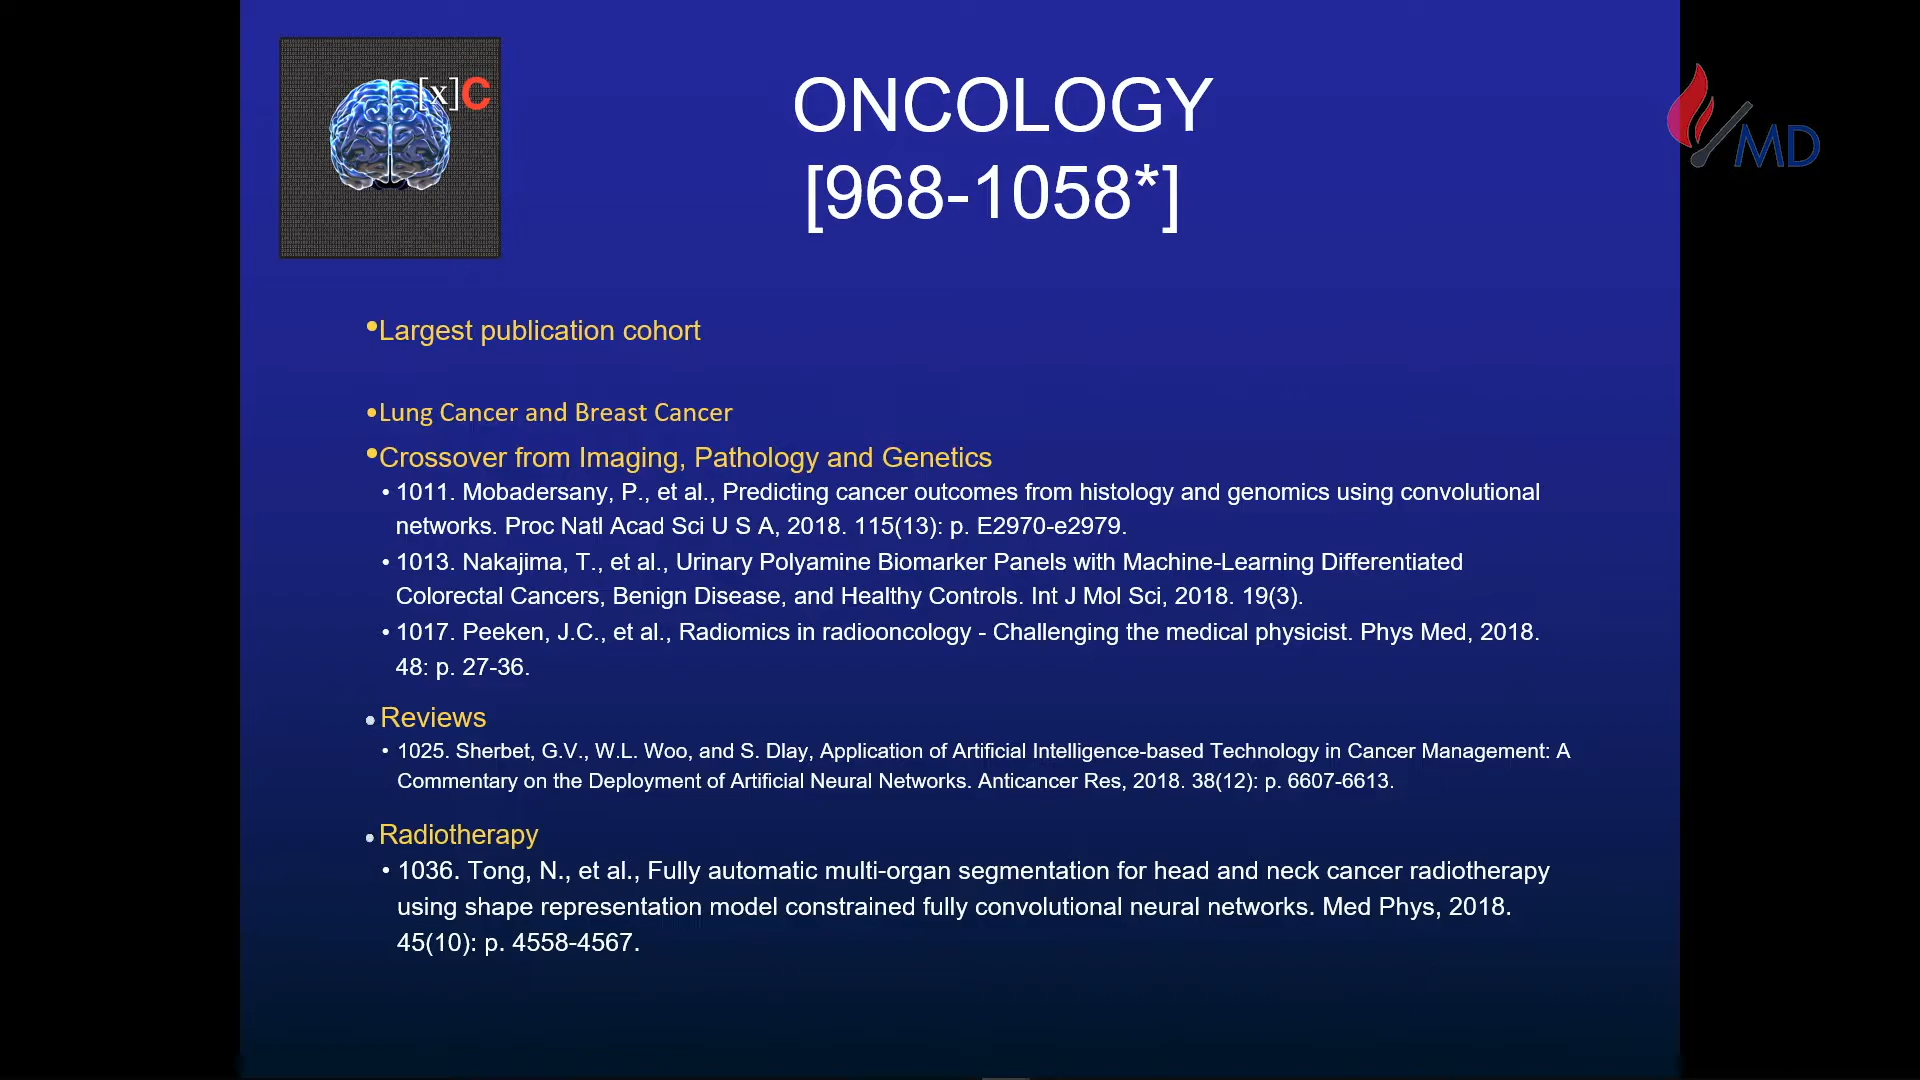 [x]C
ONCOLOGY
[968-1058*]
MD
•Largest publication cohort
•Lung Cancer and Breast Cancer
•Crossover from Imaging, Pathology and Genetics
• 1011. Mobadersany, P., et al., Predicting cancer outcomes from histology and genomics using convolutional
networks. Proc Natl Acad Sci U S A, 2018. 115(13): p. E2970-e2979.
• 1013. Nakajima, T., et al., Urinary Polyamine Biomarker Panels with Machine-Learning Differentiated
Colorectal Cancers, Benign Disease, and Healthy Controls. Int J Mol Sci, 2018. 19(3).
• 1017. Peeken, J.C., et al., Radiomics in radiooncology - Challenging the medical physicist. Phys Med, 2018.
48: p. 27-36.
• Reviews
• 1025. Sherbet, G.V., W.L. Woo, and S. Dlay, Application of Artificial Intelligence-based Technology in Cancer Management: A
Commentary on the Deployment of Artificial Neural Networks. Anticancer Res, 2018. 38(12): p. 6607-6613.
• Radiotherapy
• 1036. Tong, N., et al., Fully automatic multi-organ segmentation for head and neck cancer radiotherapy
using shape representation model constrained fully convolutional neural networks. Med Phys, 2018.
45(10): p. 4558-4567.